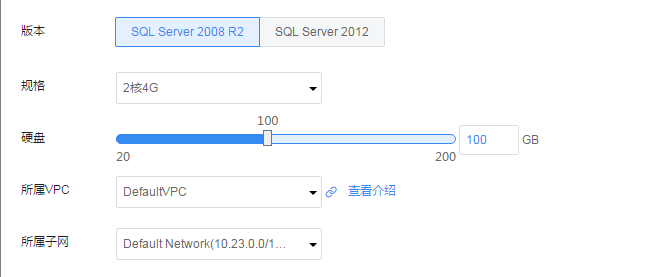 版本 SQL Server 2008 R2 SQL Server 2012
规格 2核4G
100
硬盘 100 GB
20 200
所属VPC DefaultVPC 查看介绍
所属子网 Default Network(10.23.0.0/1...